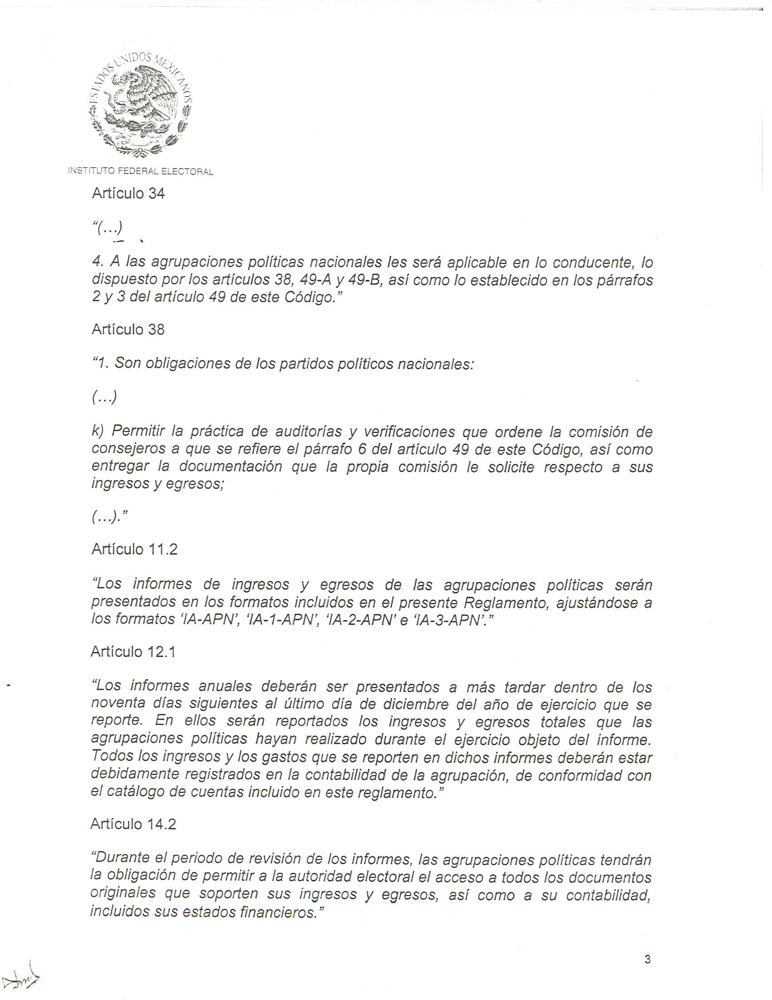 ESTADOS UNIDOS MEXICANOS
INSTITUTO FEDERAL ELECTORAL
Artículo 34
“(...)
4. A las agrupaciones políticas nacionales les será aplicable en lo conducente, lo
dispuesto por los artículos 38, 49-A y 49-B, así como lo establecido en los párrafos
2 y 3 del artículo 49 de este Código.”
Artículo 38
“1. Son obligaciones de los partidos políticos nacionales:
(...)
k) Permitir la práctica de auditorías y verificaciones que ordene la comisión de
consejeros a que se refiere el párrafo 6 del artículo 49 de este Código, así como
entregar la documentación que la propia comisión le solicite respecto a sus
ingresos y egresos;
(...).”
Artículo 11.2
“Los informes de ingresos y egresos de las agrupaciones políticas serán
presentados en los formatos incluidos en el presente Reglamento, ajustándose a
los formatos ‘IA-APN’, ‘IA-1-APN’, ‘IA-2-APN’ e ‘IA-3-APN’.”
Artículo 12.1
“Los informes anuales deberán ser presentados a más tardar dentro de los
noventa días siguientes al último día de diciembre del año de ejercicio que se
reporte. En ellos serán reportados los ingresos y egresos totales que las
agrupaciones políticas hayan realizado durante el ejercicio objeto del informe.
Todos los ingresos y los gastos que se reporten en dichos informes deberán estar
debidamente registrados en la contabilidad de la agrupación, de conformidad con
el catálogo de cuentas incluido en este reglamento.”
Artículo 14.2
“Durante el periodo de revisión de los informes, las agrupaciones políticas tendrán
la obligación de permitir a la autoridad electoral el acceso a todos los documentos
originales que soporten sus ingresos y egresos, así como a su contabilidad,
incluidos sus estados financieros.”
3